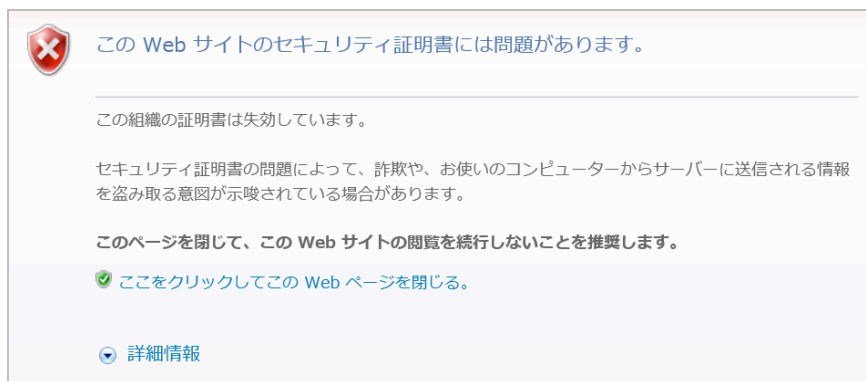 この Web サイトのセキュリティ証明書には問題があります。
この組織の証明書は失効しています。
セキュリティ証明書の問題によって、詐欺や、お使いのコンピューターからサーバーに送信される情報
を盗み取る意図が示唆されている場合があります。
このページを閉じて、この Web サイトの閲覧を続行しないことを推奨します。
ここをクリックしてこの Web ページを閉じる。
詳細情報